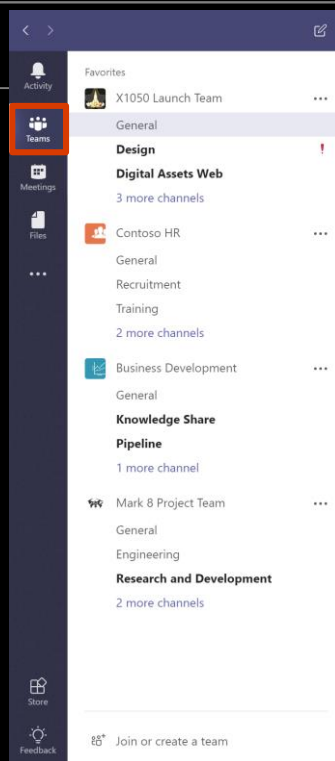 Activity
Teams
Meetings
Files
Store
Feedback
Favorites
X1050 Launch Team
General
Design
Digital Assets Web
3 more channels
Contoso HR
General
Recruitment
Training
2 more channels
Business Development
General
Knowledge Share
Pipeline
1 more channel
Mark 8 Project Team
General
Engineering
Research and Development
2 more channels
Join or create a team